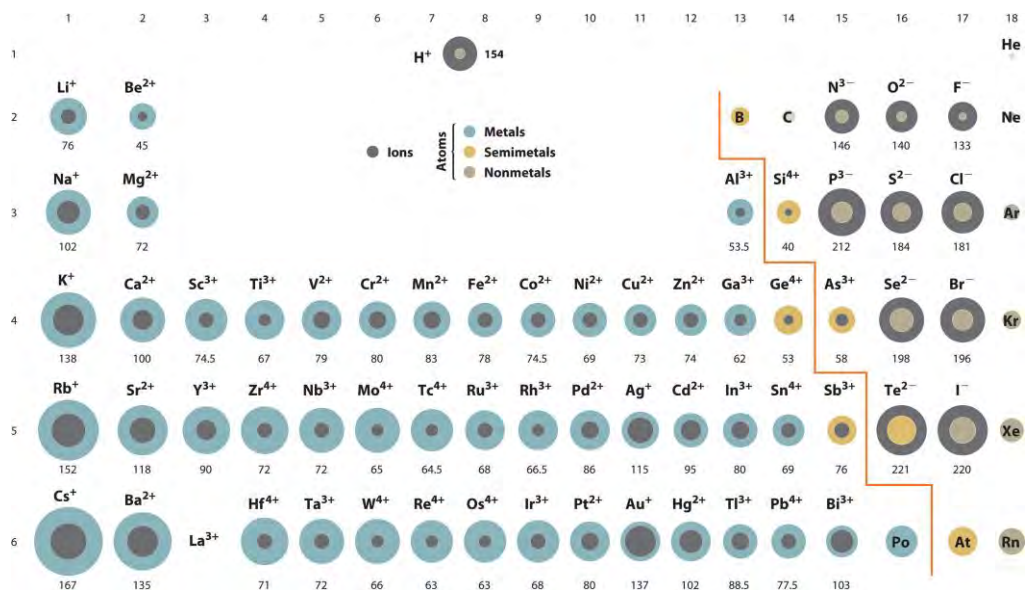 1 2 3 4 5 6 7 8 9 10 11 12 13 14 15 16 17 18
1 H⁺ 154 He
Li⁺ Be²⁺ N³⁻ O²⁻ F⁻
2 B C Ne
76 45 146 140 133
Ions
Atoms
Metals
Semimetals
Nonmetals
Na⁺ Mg²⁺ Al³⁺ Si⁴⁺ P³⁻ S²⁻ Cl⁻
3 Ar
102 72 53.5 40 212 184 181
K⁺ Ca²⁺ Sc³⁺ Ti³⁺ V²⁺ Cr²⁺ Mn²⁺ Fe²⁺ Co²⁺ Ni²⁺ Cu²⁺ Zn²⁺ Ga³⁺ Ge⁴⁺ As³⁺ Se²⁻ Br⁻
4 Kr
138 100 74.5 67 79 80 83 78 74.5 69 73 74 62 53 58 198 196
Rb⁺ Sr²⁺ Y³⁺ Zr⁴⁺ Nb³⁺ Mo⁴⁺ Tc⁴⁺ Ru³⁺ Rh³⁺ Pd²⁺ Ag⁺ Cd²⁺ In³⁺ Sn⁴⁺ Sb³⁺ Te²⁻ I⁻
5 Xe
152 118 90 72 72 65 64.5 68 66.5 86 115 95 80 69 76 221 220
Cs⁺ Ba²⁺ Hf⁴⁺ Ta³⁺ W⁴⁺ Re⁴⁺ Os⁴⁺ Ir³⁺ Pt²⁺ Au⁺ Hg²⁺ Tl³⁺ Pb⁴⁺ Bi³⁺
6 La³⁺ Po At Rn
167 135 71 72 66 63 63 68 80 137 102 88.5 77.5 103